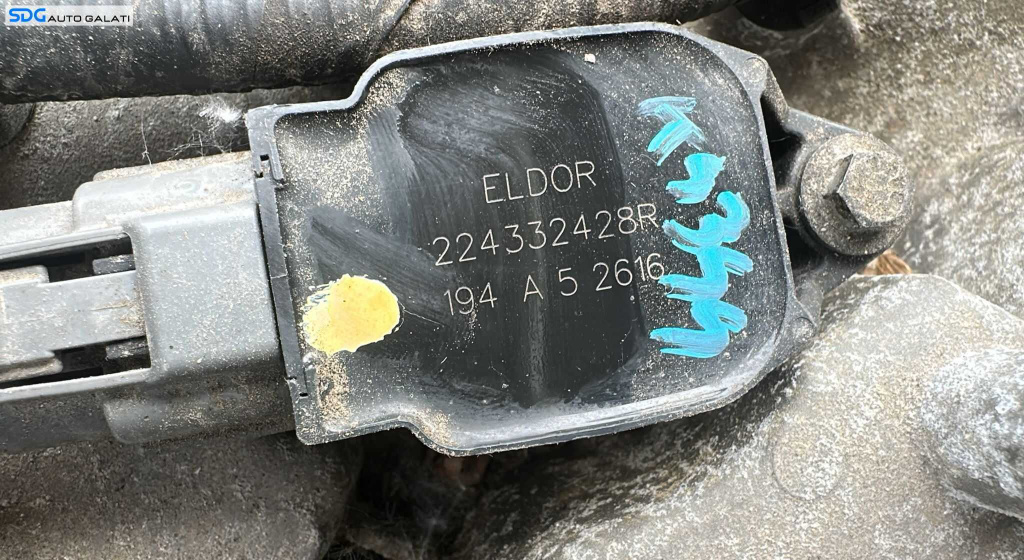 SDG AUTO GALATI
ELDOR
224332428R
194 A 5 2616